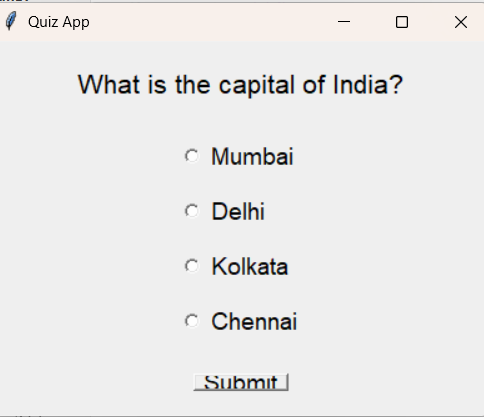 Quiz App
What is the capital of India?
Mumbai
Delhi
Kolkata
Chennai
Submit